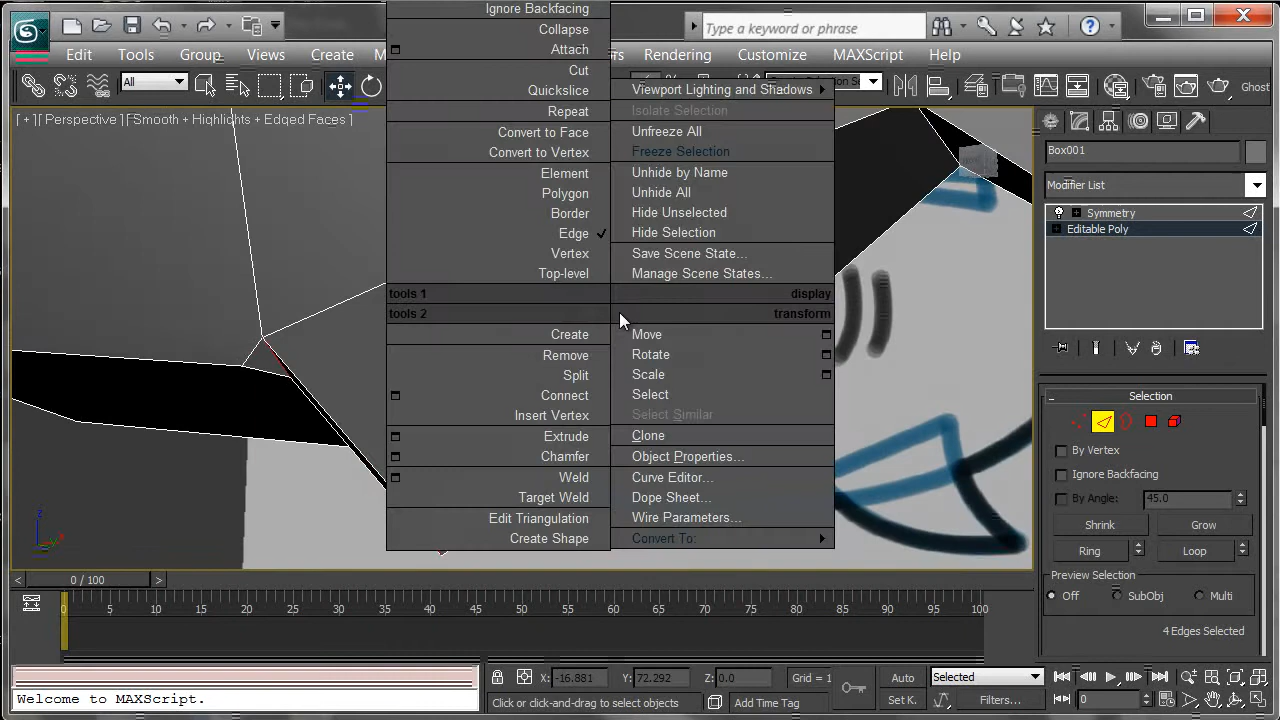 Type a keyword or phrase
Edit
Tools
Group
Views
Create
Rendering
Customize
MAXScript
Help
All
Ghost
[ + ] [ Perspective ] [ Smooth + Highlights + Edged Faces ]
Ignore Backfacing
Collapse
Attach
Cut
Quickslice
Repeat
Convert to Face
Convert to Vertex
Element
Polygon
Border
Edge
Vertex
Top-level
tools 1
tools 2
Create
Remove
Split
Connect
Insert Vertex
Extrude
Chamfer
Weld
Target Weld
Edit Triangulation
Create Shape
Viewport Lighting and Shadows
Isolate Selection
Unfreeze All
Freeze Selection
Unhide by Name
Unhide All
Hide Unselected
Hide Selection
Save Scene State...
Manage Scene States...
display
transform
Move
Rotate
Scale
Select
Select Similar
Clone
Object Properties...
Curve Editor...
Dope Sheet...
Wire Parameters...
Convert To:
Box001
Modifier List
Symmetry
Editable Poly
Selection
By Vertex
Ignore Backfacing
By Angle: 45.0
Shrink
Grow
Ring
Loop
Preview Selection
Off
SubObj
Multi
4 Edges Selected
z
y
0 / 100
0 5 10 15 20 25 30 35 40 45 50 55 60 65 70 75 80 85 90 95 100
X: -16.881
Y: 72.292
Z: 0.0
Grid = 1
Auto
Selected
Welcome to MAXScript.
Click or click-and-drag to select objects
Add Time Tag
Set K.
Filters...
0